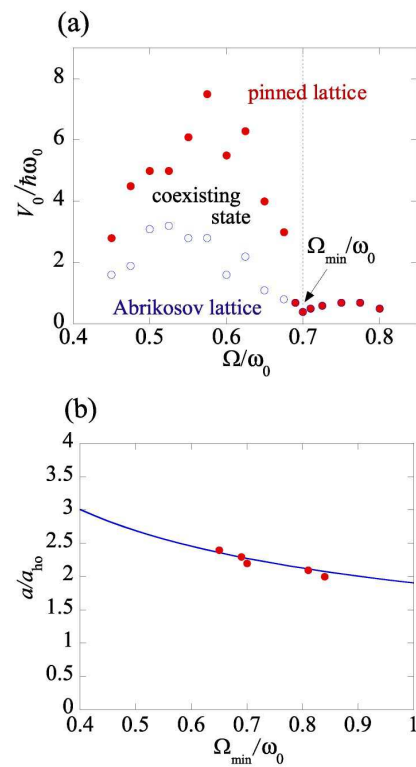 (a)
8
6
4
2
0
V₀/ħω₀
pinned lattice
coexisting
state
Ωmin/ω₀
Abrikosov lattice
0.4 0.5 0.6 0.7 0.8
Ω/ω₀
(b)
4
3.5
3
2.5
2
1.5
1
0.5
0
a/aho
0.4 0.5 0.6 0.7 0.8 0.9 1
Ωmin/ω₀